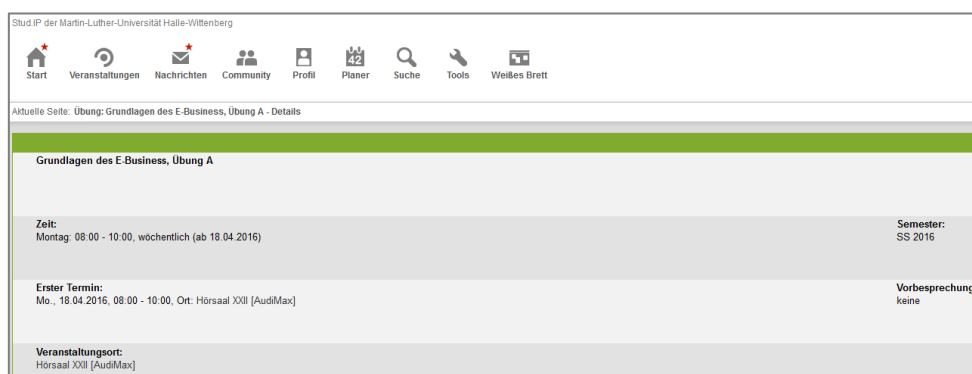 Stud.IP der Martin-Luther-Universität Halle-Wittenberg
42
Start Veranstaltungen Nachrichten Community Profil Planer Suche Tools Weißes Brett
Aktuelle Seite: Übung: Grundlagen des E-Business, Übung A - Details
Grundlagen des E-Business, Übung A
Zeit: Semester:
Montag: 08:00 - 10:00, wöchentlich (ab 18.04.2016) SS 2016
Erster Termin: Vorbesprechung
Mo., 18.04.2016, 08:00 - 10:00, Ort: Hörsaal XXII [AudiMax] keine
Veranstaltungsort:
Hörsaal XXII [AudiMax]